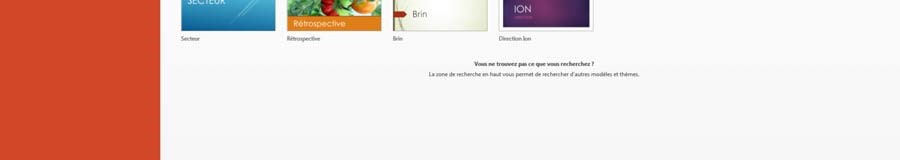 SECTEUR
Rétrospective
Brin
ION
Secteur
Rétrospective
Brin
Direction Ion
Vous ne trouvez pas ce que vous recherchez ?
La zone de recherche en haut vous permet de rechercher d'autres modèles et thèmes.